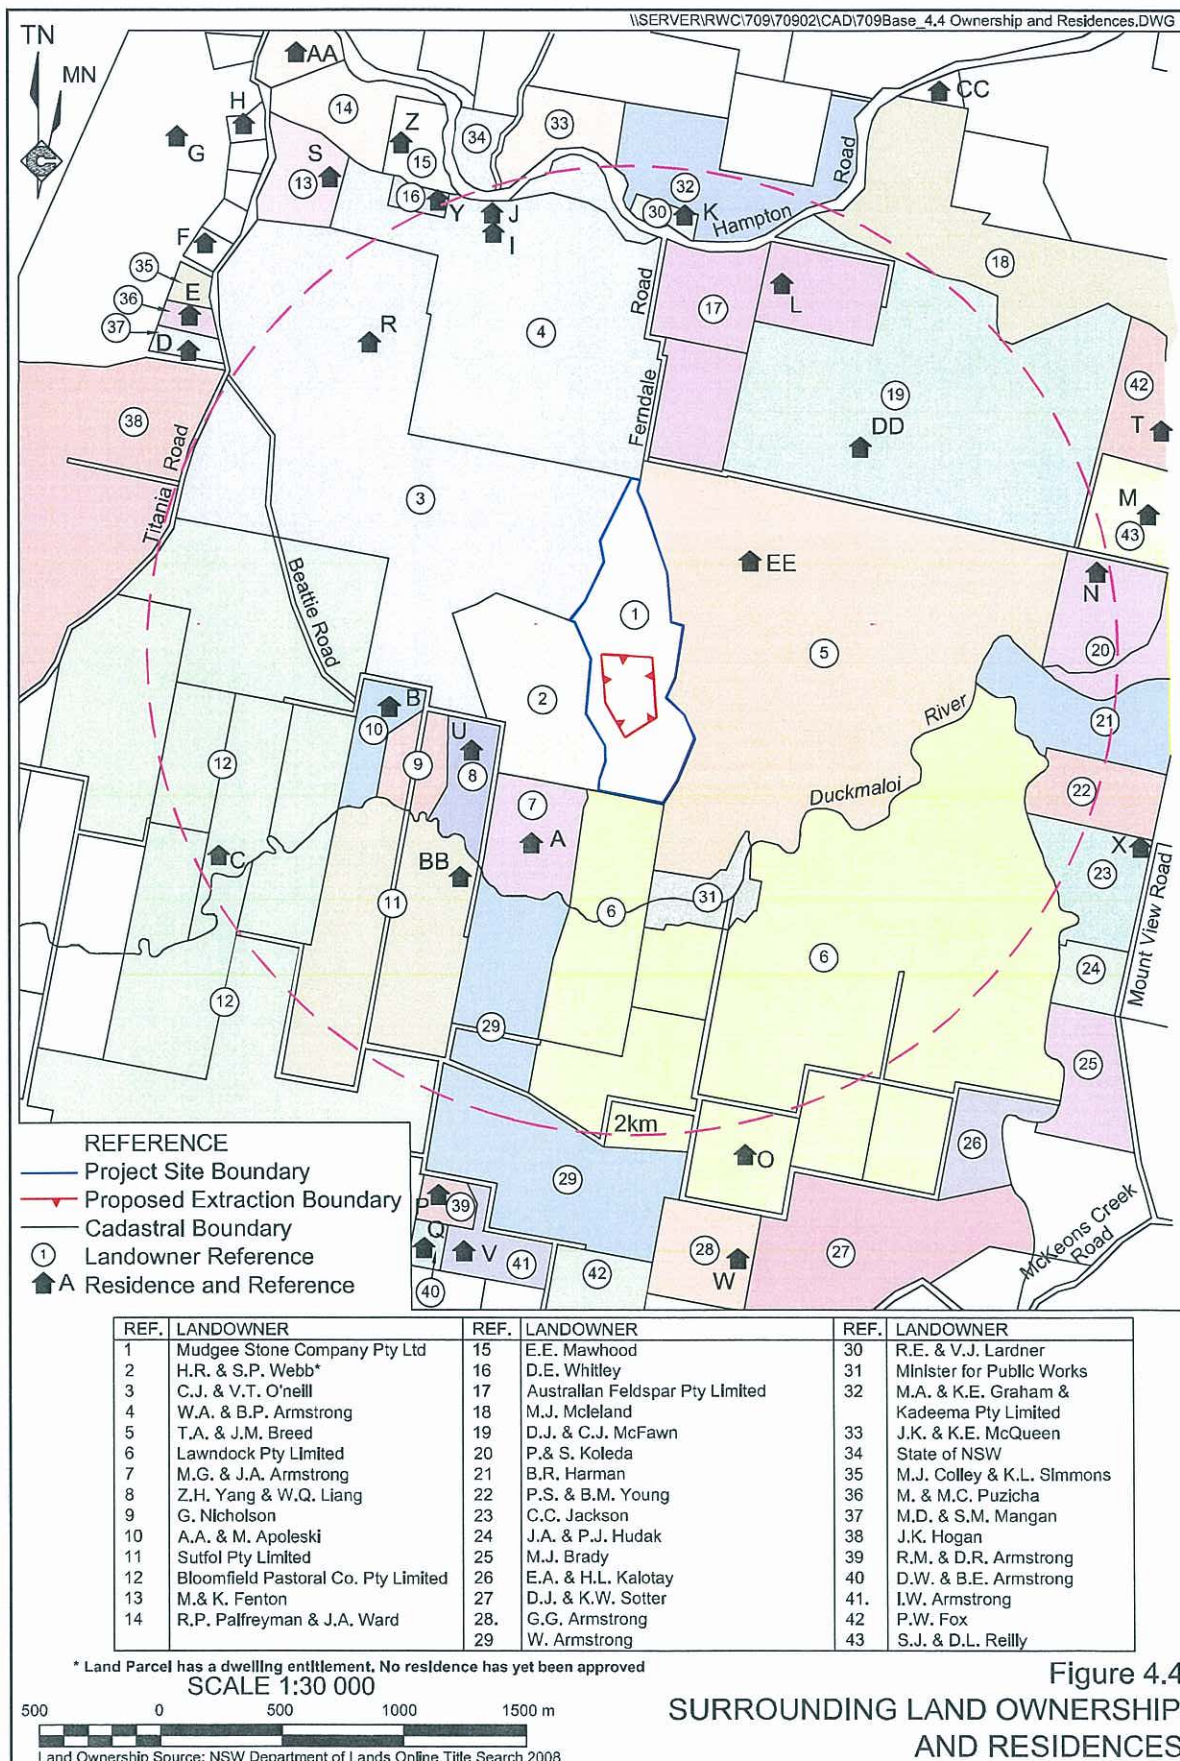 \\SERVER\RWC\709\70902\CAD\709Base_4.4 Ownership and Residences.DWG
TN
MN
AA
CC
H
G
14
Z
15
34
33
S
13
16
Y
J
I
32
30
K
Hampton
Road
18
F
35
E
36
37
D
R
4
Road
17
L
19
DD
42
T
38
Titania Road
3
Ferndale
M
43
EE
N
Beattie Road
1
5
20
2
River
21
B
10
U
9
8
7
A
Duckmaloi
22
12
C
BB
11
6
31
X
23
6
24
Mount View Road
12
29
25
2km
26
O
29
P
39
Q
V
41
40
42
28
W
27
McKeons Creek
Road
REFERENCE
Project Site Boundary
Proposed Extraction Boundary
Cadastral Boundary
1 Landowner Reference
A Residence and Reference
REF. LANDOWNER REF. LANDOWNER REF. LANDOWNER
1 Mudgee Stone Company Pty Ltd 15 E.E. Mawhood 30 R.E. & V.J. Lardner
2 H.R. & S.P. Webb* 16 D.E. Whitley 31 Minister for Public Works
3 C.J. & V.T. O'neill 17 Australian Feldspar Pty Limited 32 M.A. & K.E. Graham &
4 W.A. & B.P. Armstrong 18 M.J. Mcleland Kadeema Pty Limited
5 T.A. & J.M. Breed 19 D.J. & C.J. McFawn 33 J.K. & K.E. McQueen
6 Lawndock Pty Limited 20 P.& S. Koleda 34 State of NSW
7 M.G. & J.A. Armstrong 21 B.R. Harman 35 M.J. Colley & K.L. Simmons
8 Z.H. Yang & W.Q. Liang 22 P.S. & B.M. Young 36 M. & M.C. Puzicha
9 G. Nicholson 23 C.C. Jackson 37 M.D. & S.M. Mangan
10 A.A. & M. Apoleski 24 J.A. & P.J. Hudak 38 J.K. Hogan
11 Sutfol Pty Limited 25 M.J. Brady 39 R.M. & D.R. Armstrong
12 Bloomfield Pastoral Co. Pty Limited 26 E.A. & H.L. Kalotay 40 D.W. & B.E. Armstrong
13 M.& K. Fenton 27 D.J. & K.W. Sotter 41. I.W. Armstrong
14 R.P. Palfreyman & J.A. Ward 28. G.G. Armstrong 42 P.W. Fox
29 W. Armstrong 43 S.J. & D.L. Reilly
* Land Parcel has a dwelling entitlement. No residence has yet been approved
SCALE 1:30 000
500 0 500 1000 1500 m
Land Ownership Source: NSW Department of Lands Online Title Search 2008
Figure 4.4
SURROUNDING LAND OWNERSHIP
AND RESIDENCES